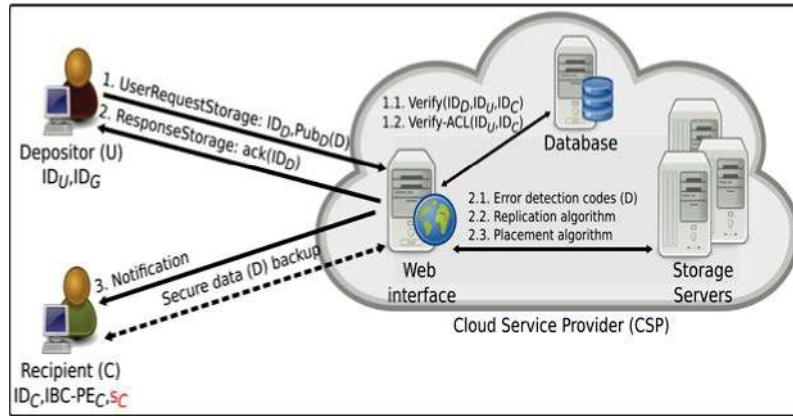 1. UserRequestStorage: ID_D,Pub_D(D)
2. ResponseStorage: ack(ID_D)
Depositor (U)
ID_U,ID_G
1.1. Verify(ID_D,ID_U,ID_C)
1.2. Verify-ACL(ID_U,ID_C)
Database
2.1. Error detection codes (D)
2.2. Replication algorithm
2.3. Placement algorithm
Web
interface
Storage
Servers
Cloud Service Provider (CSP)
3. Notification
Secure data (D) backup
Recipient (C)
ID_C,IBC-PE_C,s_C